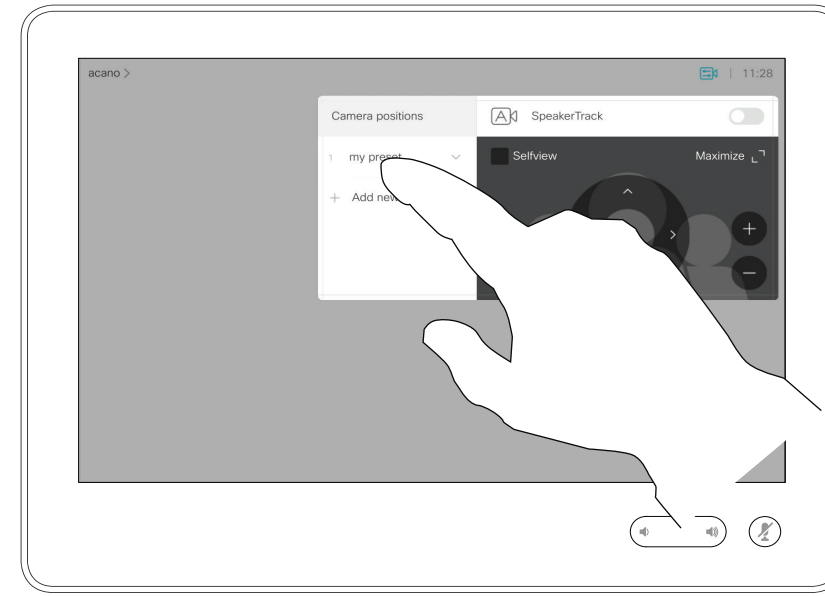 acano >
11:28
Camera positions
SpeakerTrack
1 my preset
Selfview
Maximize
+ Add new